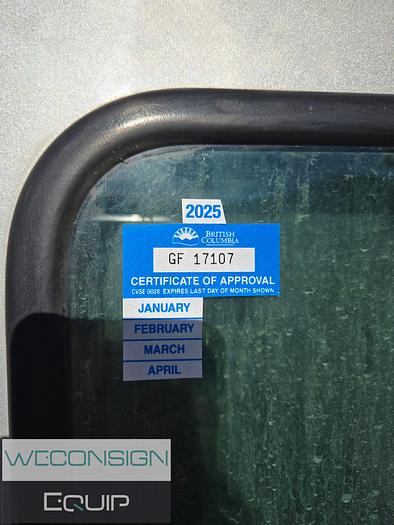 2025
BRITISH
COLUMBIA
GF 17107
CERTIFICATE OF APPROVAL
CVSE 0028 EXPIRES LAST DAY OF MONTH SHOWN
JANUARY
FEBRUARY
MARCH
APRIL
WECONSIGN
EQUIP